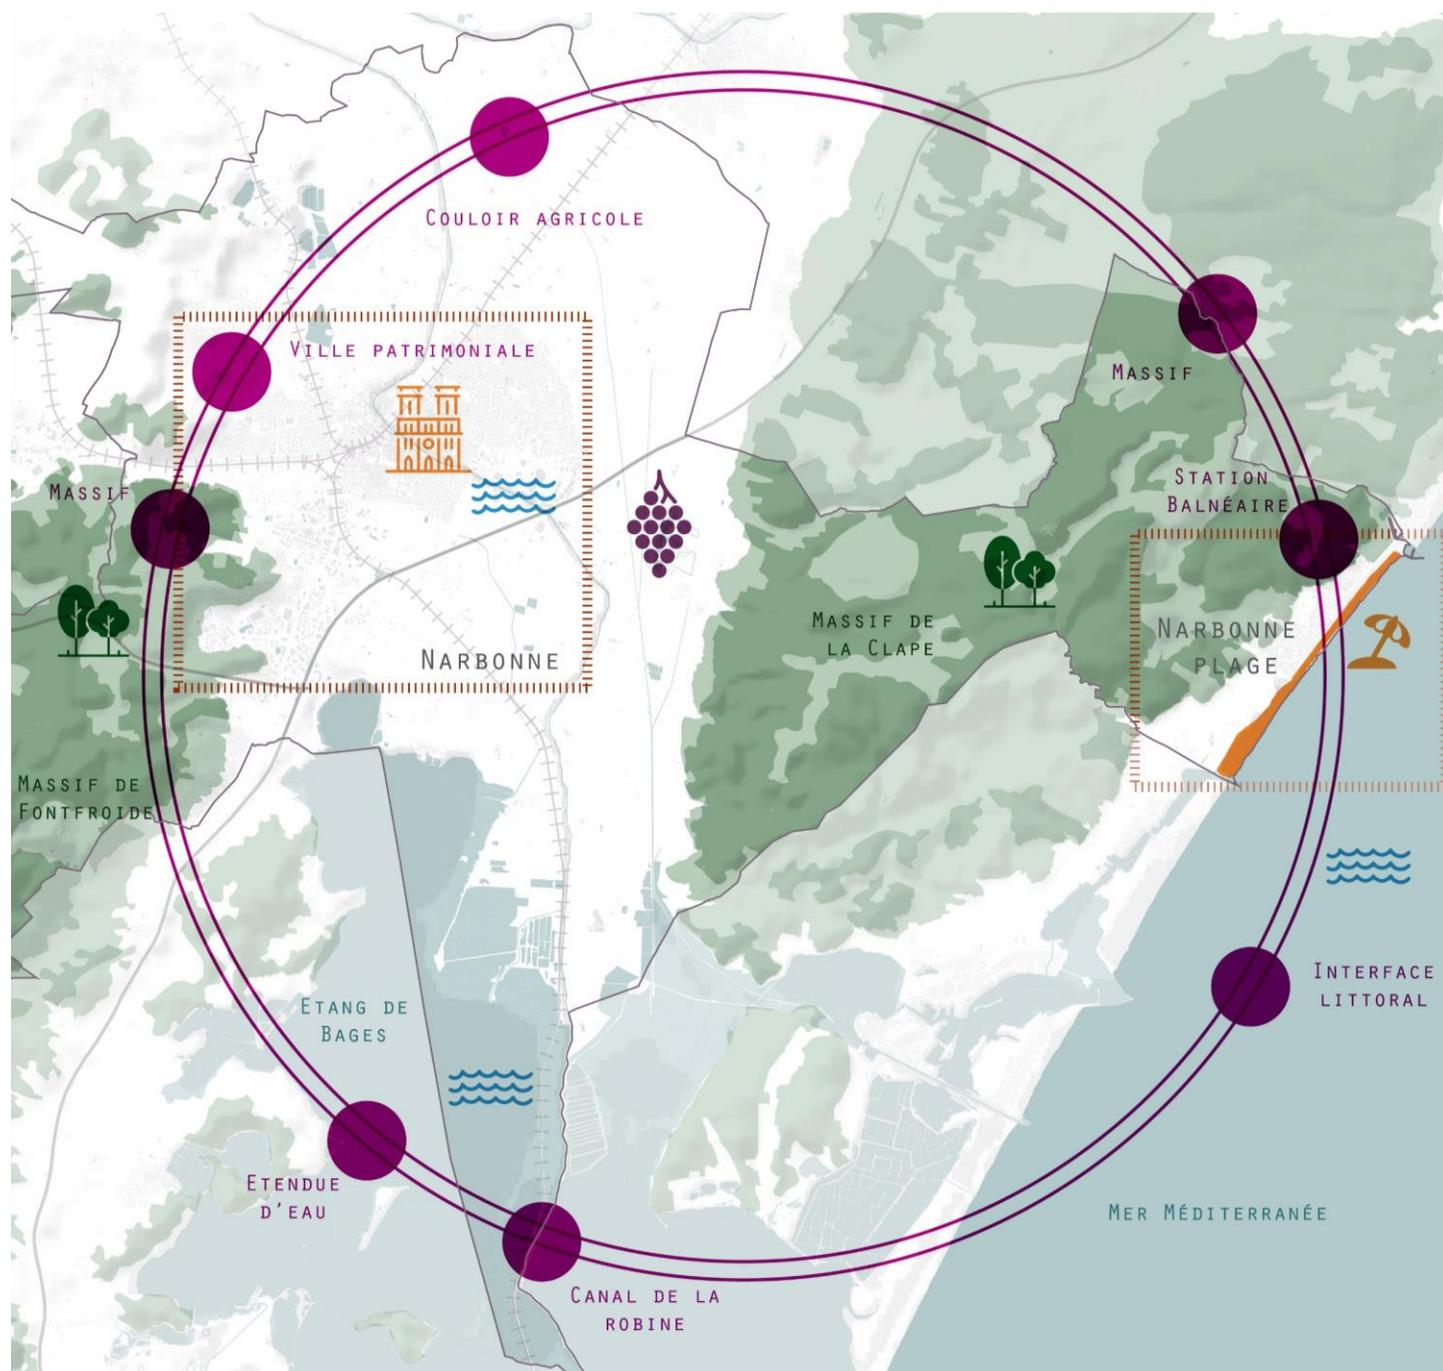 Couloir agricole
Ville patrimoniale
Massif
Massif
Station
Balnéaire
Narbonne
Plage
Massif de
la Clape
Narbonne
Massif de
Fontfroide
Interface
littoral
Etang de
Bages
Etendue
d'eau
Mer Méditerranée
Canal de la
robine